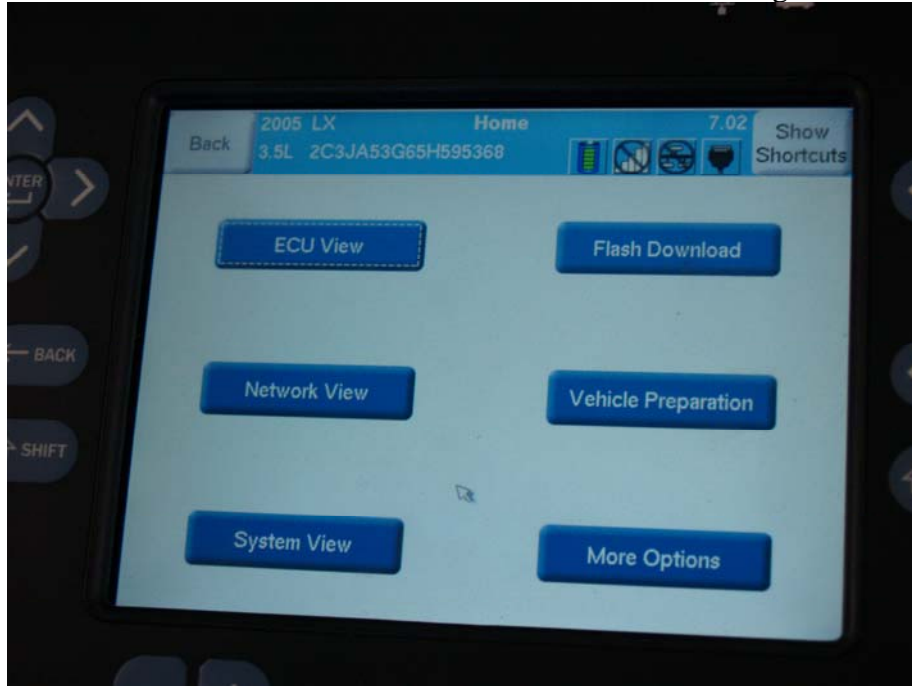 Back
2005 LX Home 7.02
3.5L 2C3JA53G65H595368
Show
Shortcuts
ECU View
Flash Download
Network View
Vehicle Preparation
System View
More Options
BACK
SHIFT